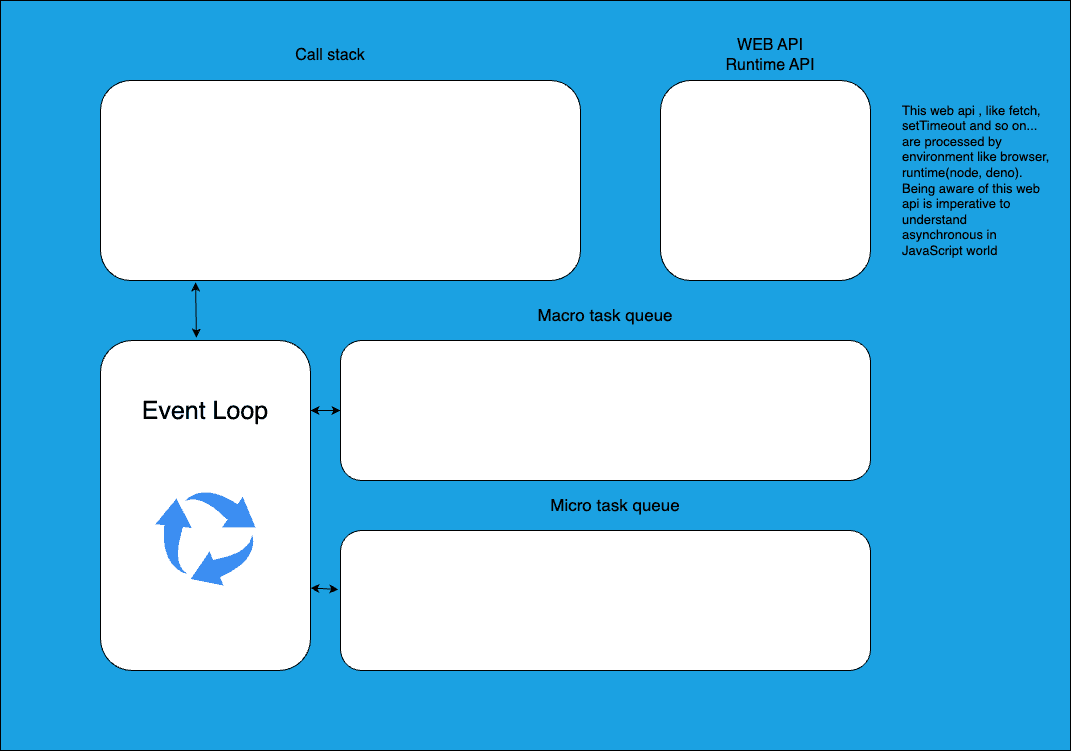 Call stack
WEB API
Runtime API
This web api , like fetch,
setTimeout and so on...
are processed by
environment like browser,
runtime(node, deno).
Being aware of this web
api is imperative to
understand
asynchronous in
JavaScript world
Macro task queue
Event Loop
Micro task queue